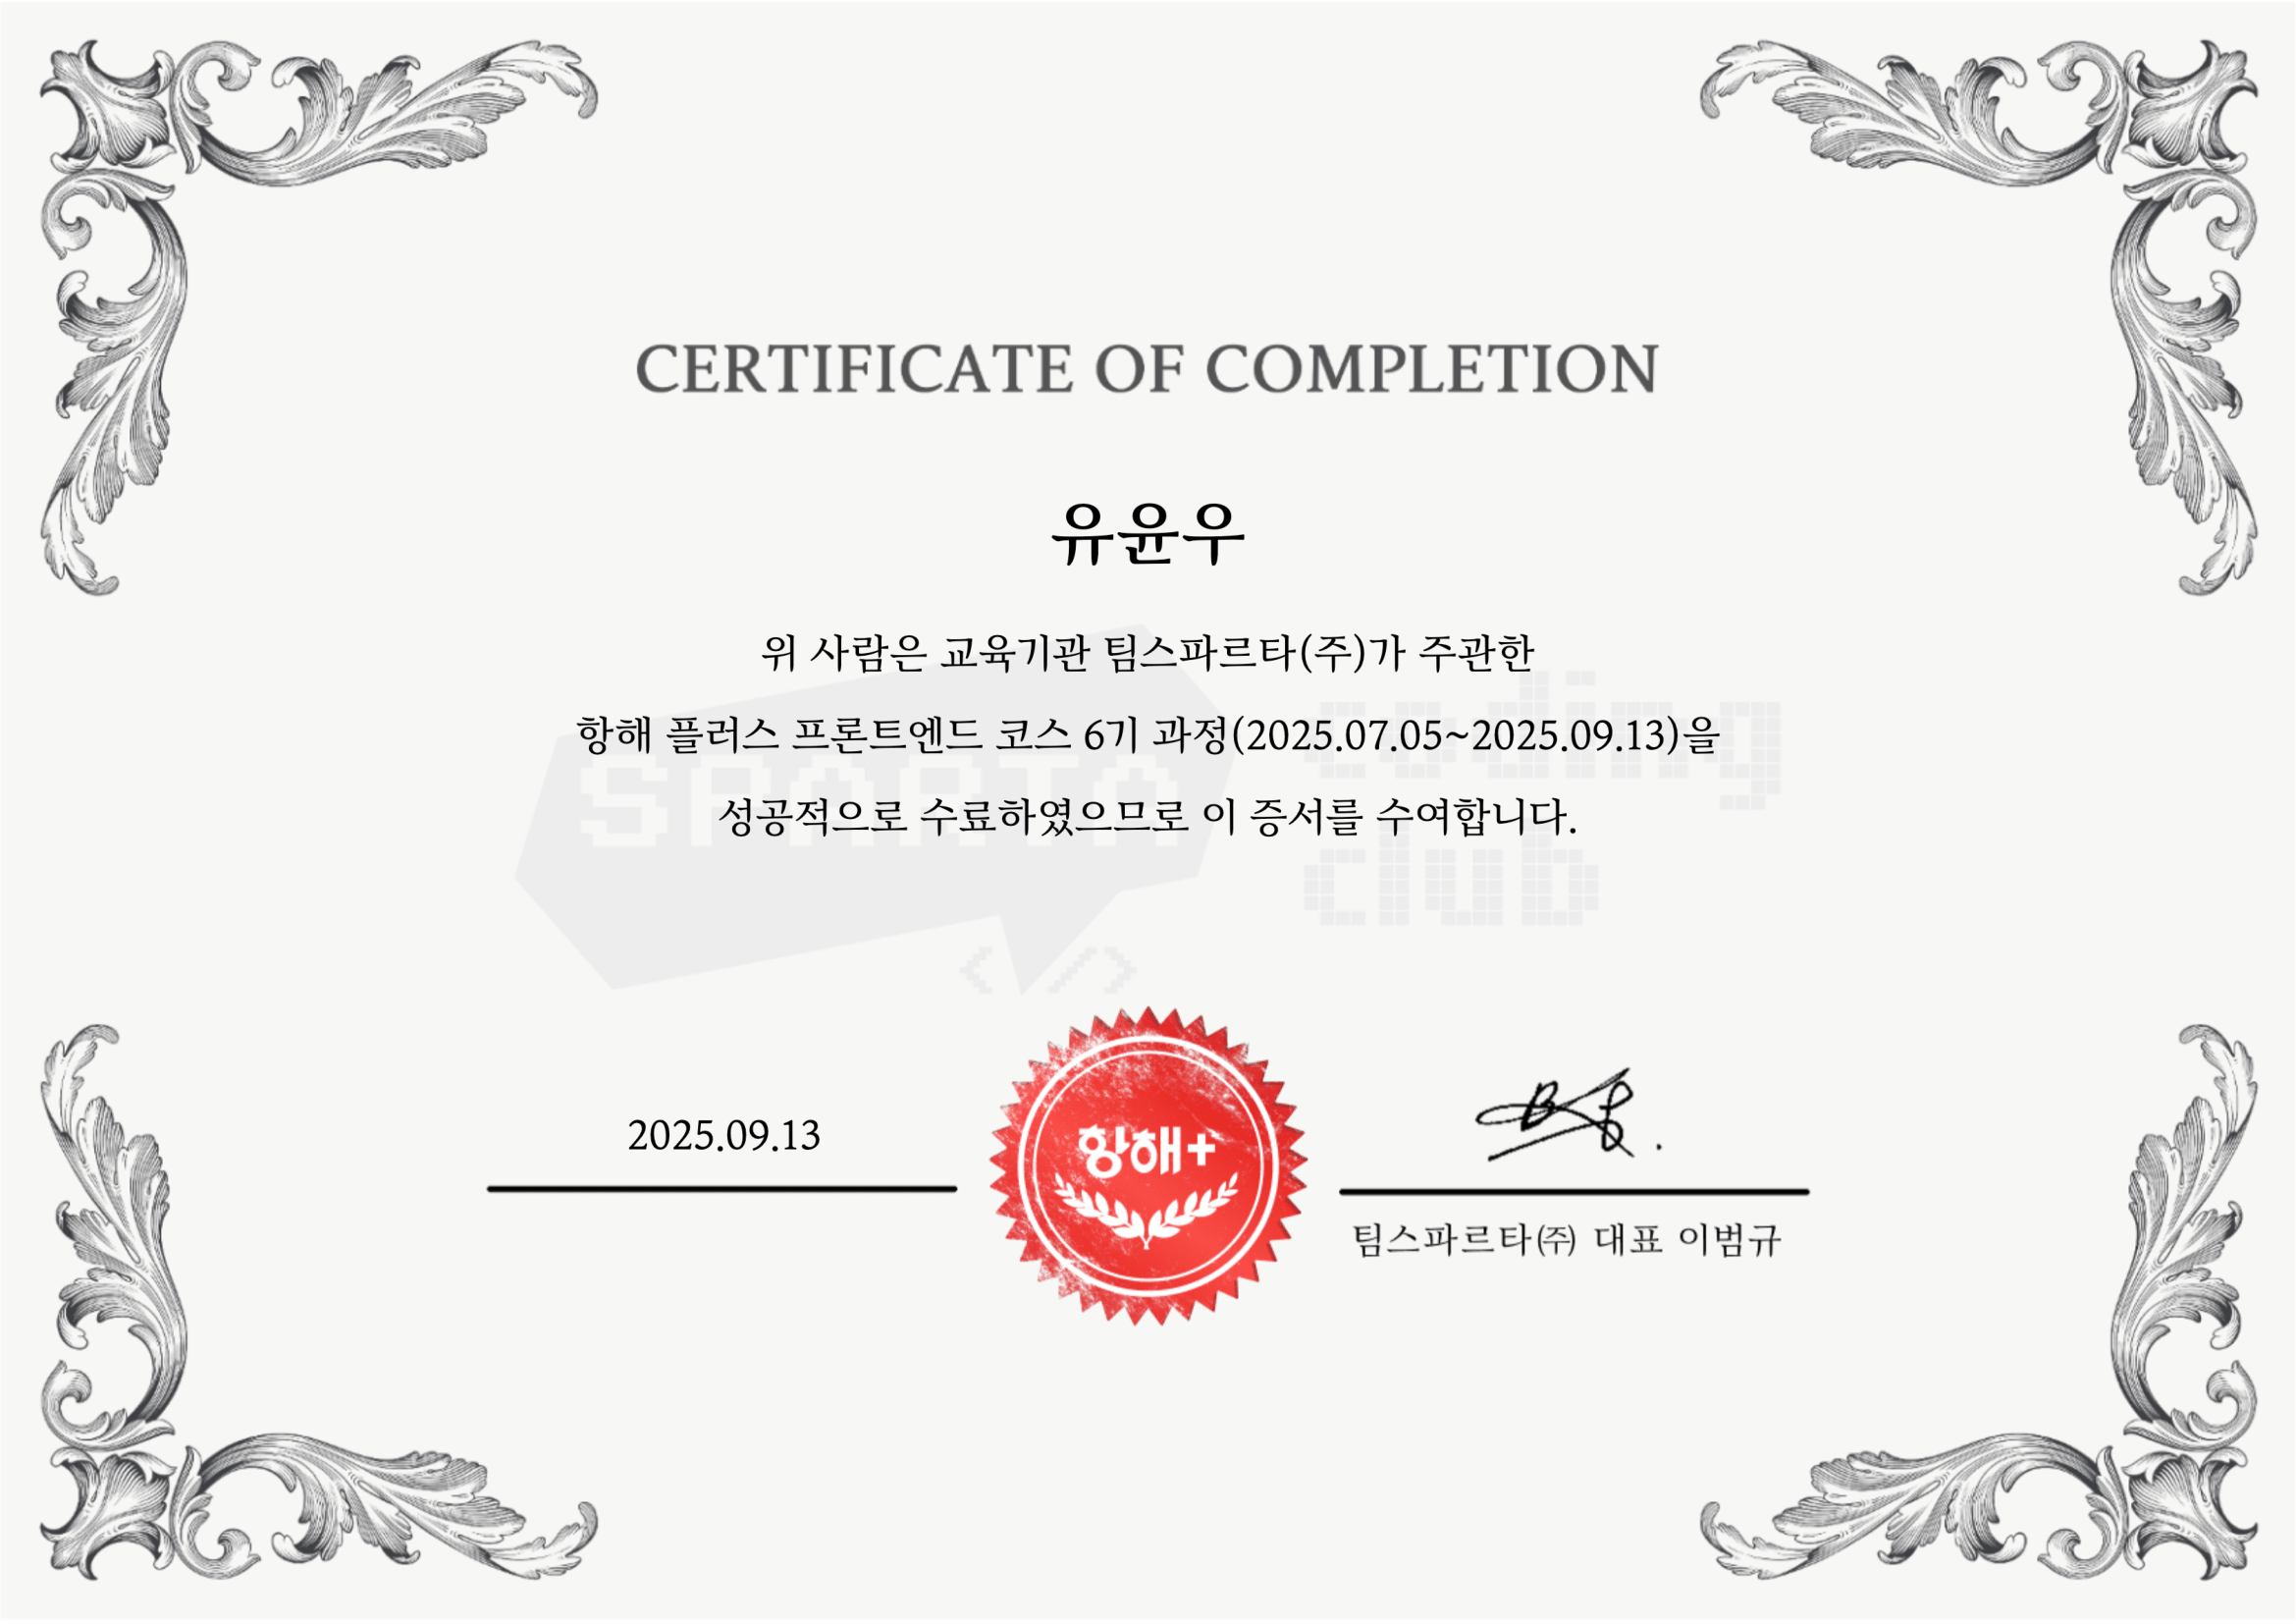 CERTIFICATE OF COMPLETION
유윤우
위 사람은 교육기관 팀스파르타(주)가 주관한
항해 플러스 프론트엔드 코스 6기 과정(2025.07.05~2025.09.13)을
성공적으로 수료하였으므로 이 증서를 수여합니다.
SPARTA
coding
club
</>
2025.09.13
항해+
팀스파르타㈜ 대표 이범규